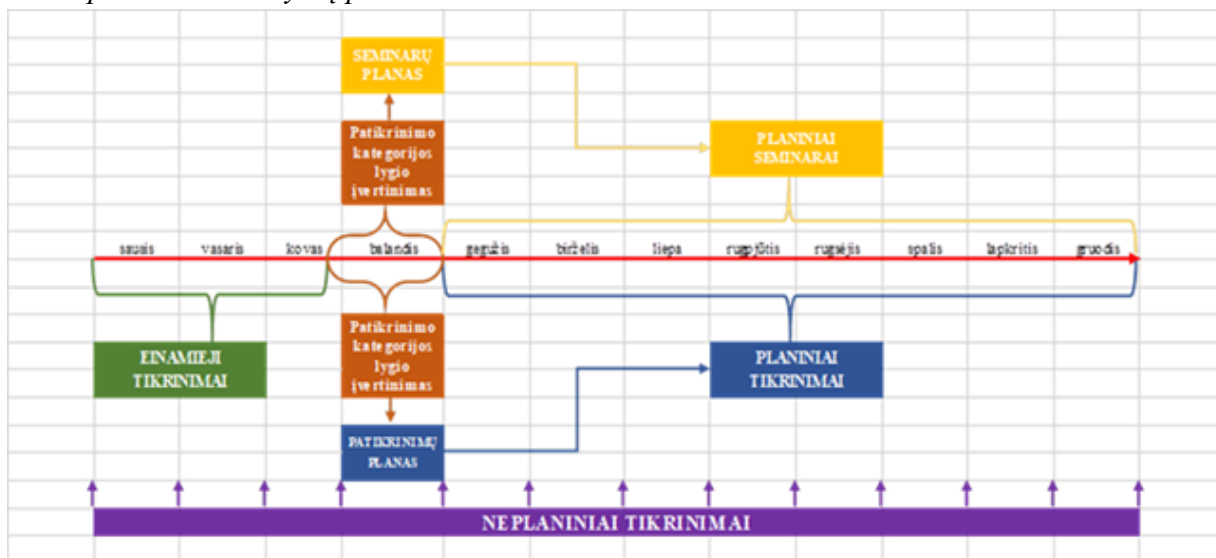 SEMINARŲ
PLANAS
Patikrinimo
kategorijos
lygio
įvertinimas
PLANINIAI
SEMINARAI
sausis vasaris kovas balandis gegužis birželis liepa rugpjūtis rugsėjis spalis lapkritis gruodis
EINAMIEJI
TIKRINIMAI
Patikrinimo
kategorijos
lygio
įvertinimas
PLANINIAI
TIKRINIMAI
PATIKRINIMŲ
PLANAS
NEPLANINIAI TIKRINIMAI